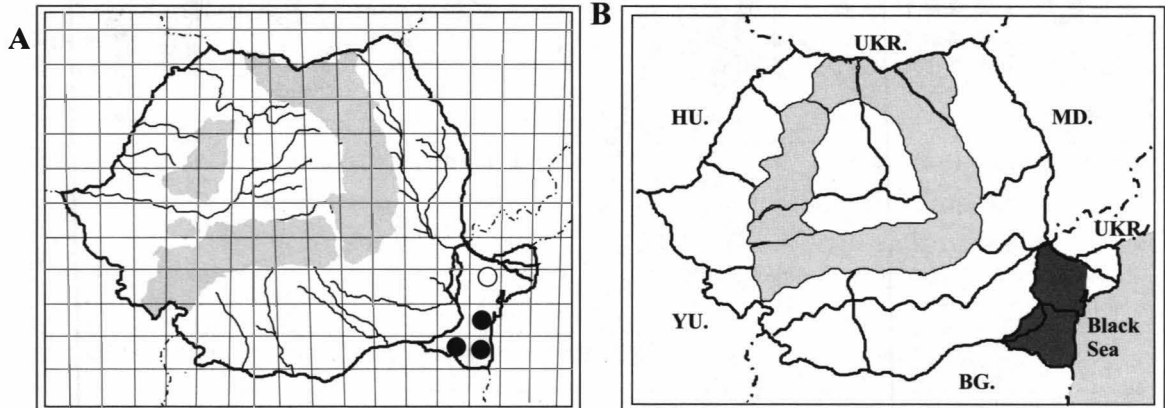 A
B
UKR.
HU.
MD.
UKR
YU.
Black
Sea
BG.